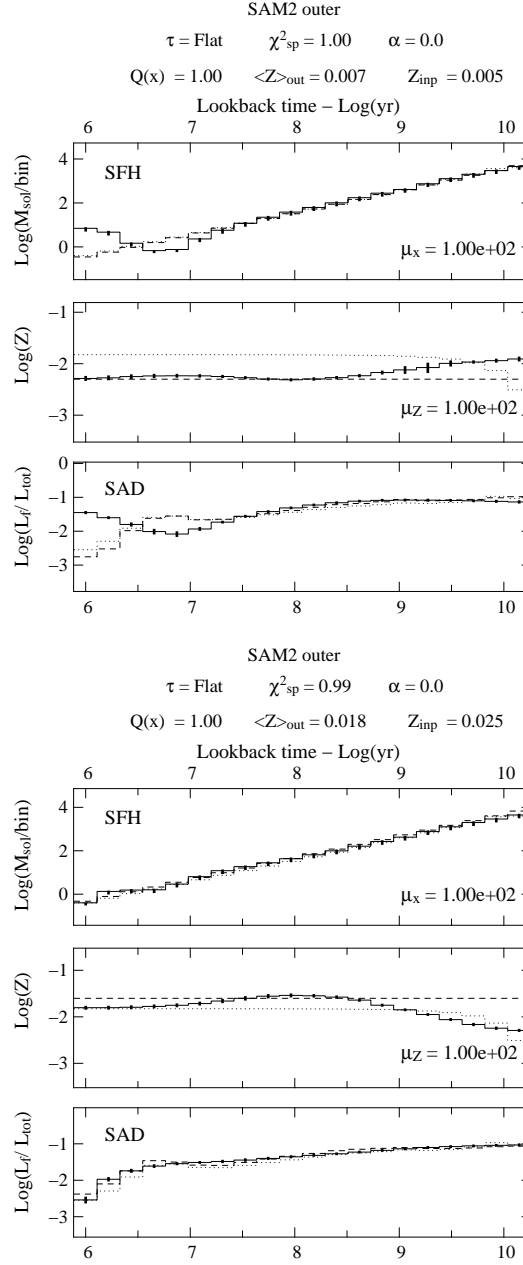 SAM2 outer
τ = Flat χ²sp = 1.00 α = 0.0
Q(x) = 1.00 <Z>out = 0.007 Zinp = 0.005
Lookback time − Log(yr)
6 7 8 9 10
Log(Msol/bin)
4
2
0
SFH
μx = 1.00e+02
Log(Z)
−1
−2
−3
μZ = 1.00e+02
Log(Lf/ Ltot)
0
−1
−2
−3
SAD
6 7 8 9 10
SAM2 outer
τ = Flat χ²sp = 0.99 α = 0.0
Q(x) = 1.00 <Z>out = 0.018 Zinp = 0.025
Lookback time − Log(yr)
6 7 8 9 10
Log(Msol/bin)
4
2
0
SFH
μx = 1.00e+02
Log(Z)
−1
−2
−3
μZ = 1.00e+02
Log(Lf/ Ltot)
−1
−2
−3
SAD
6 7 8 9 10